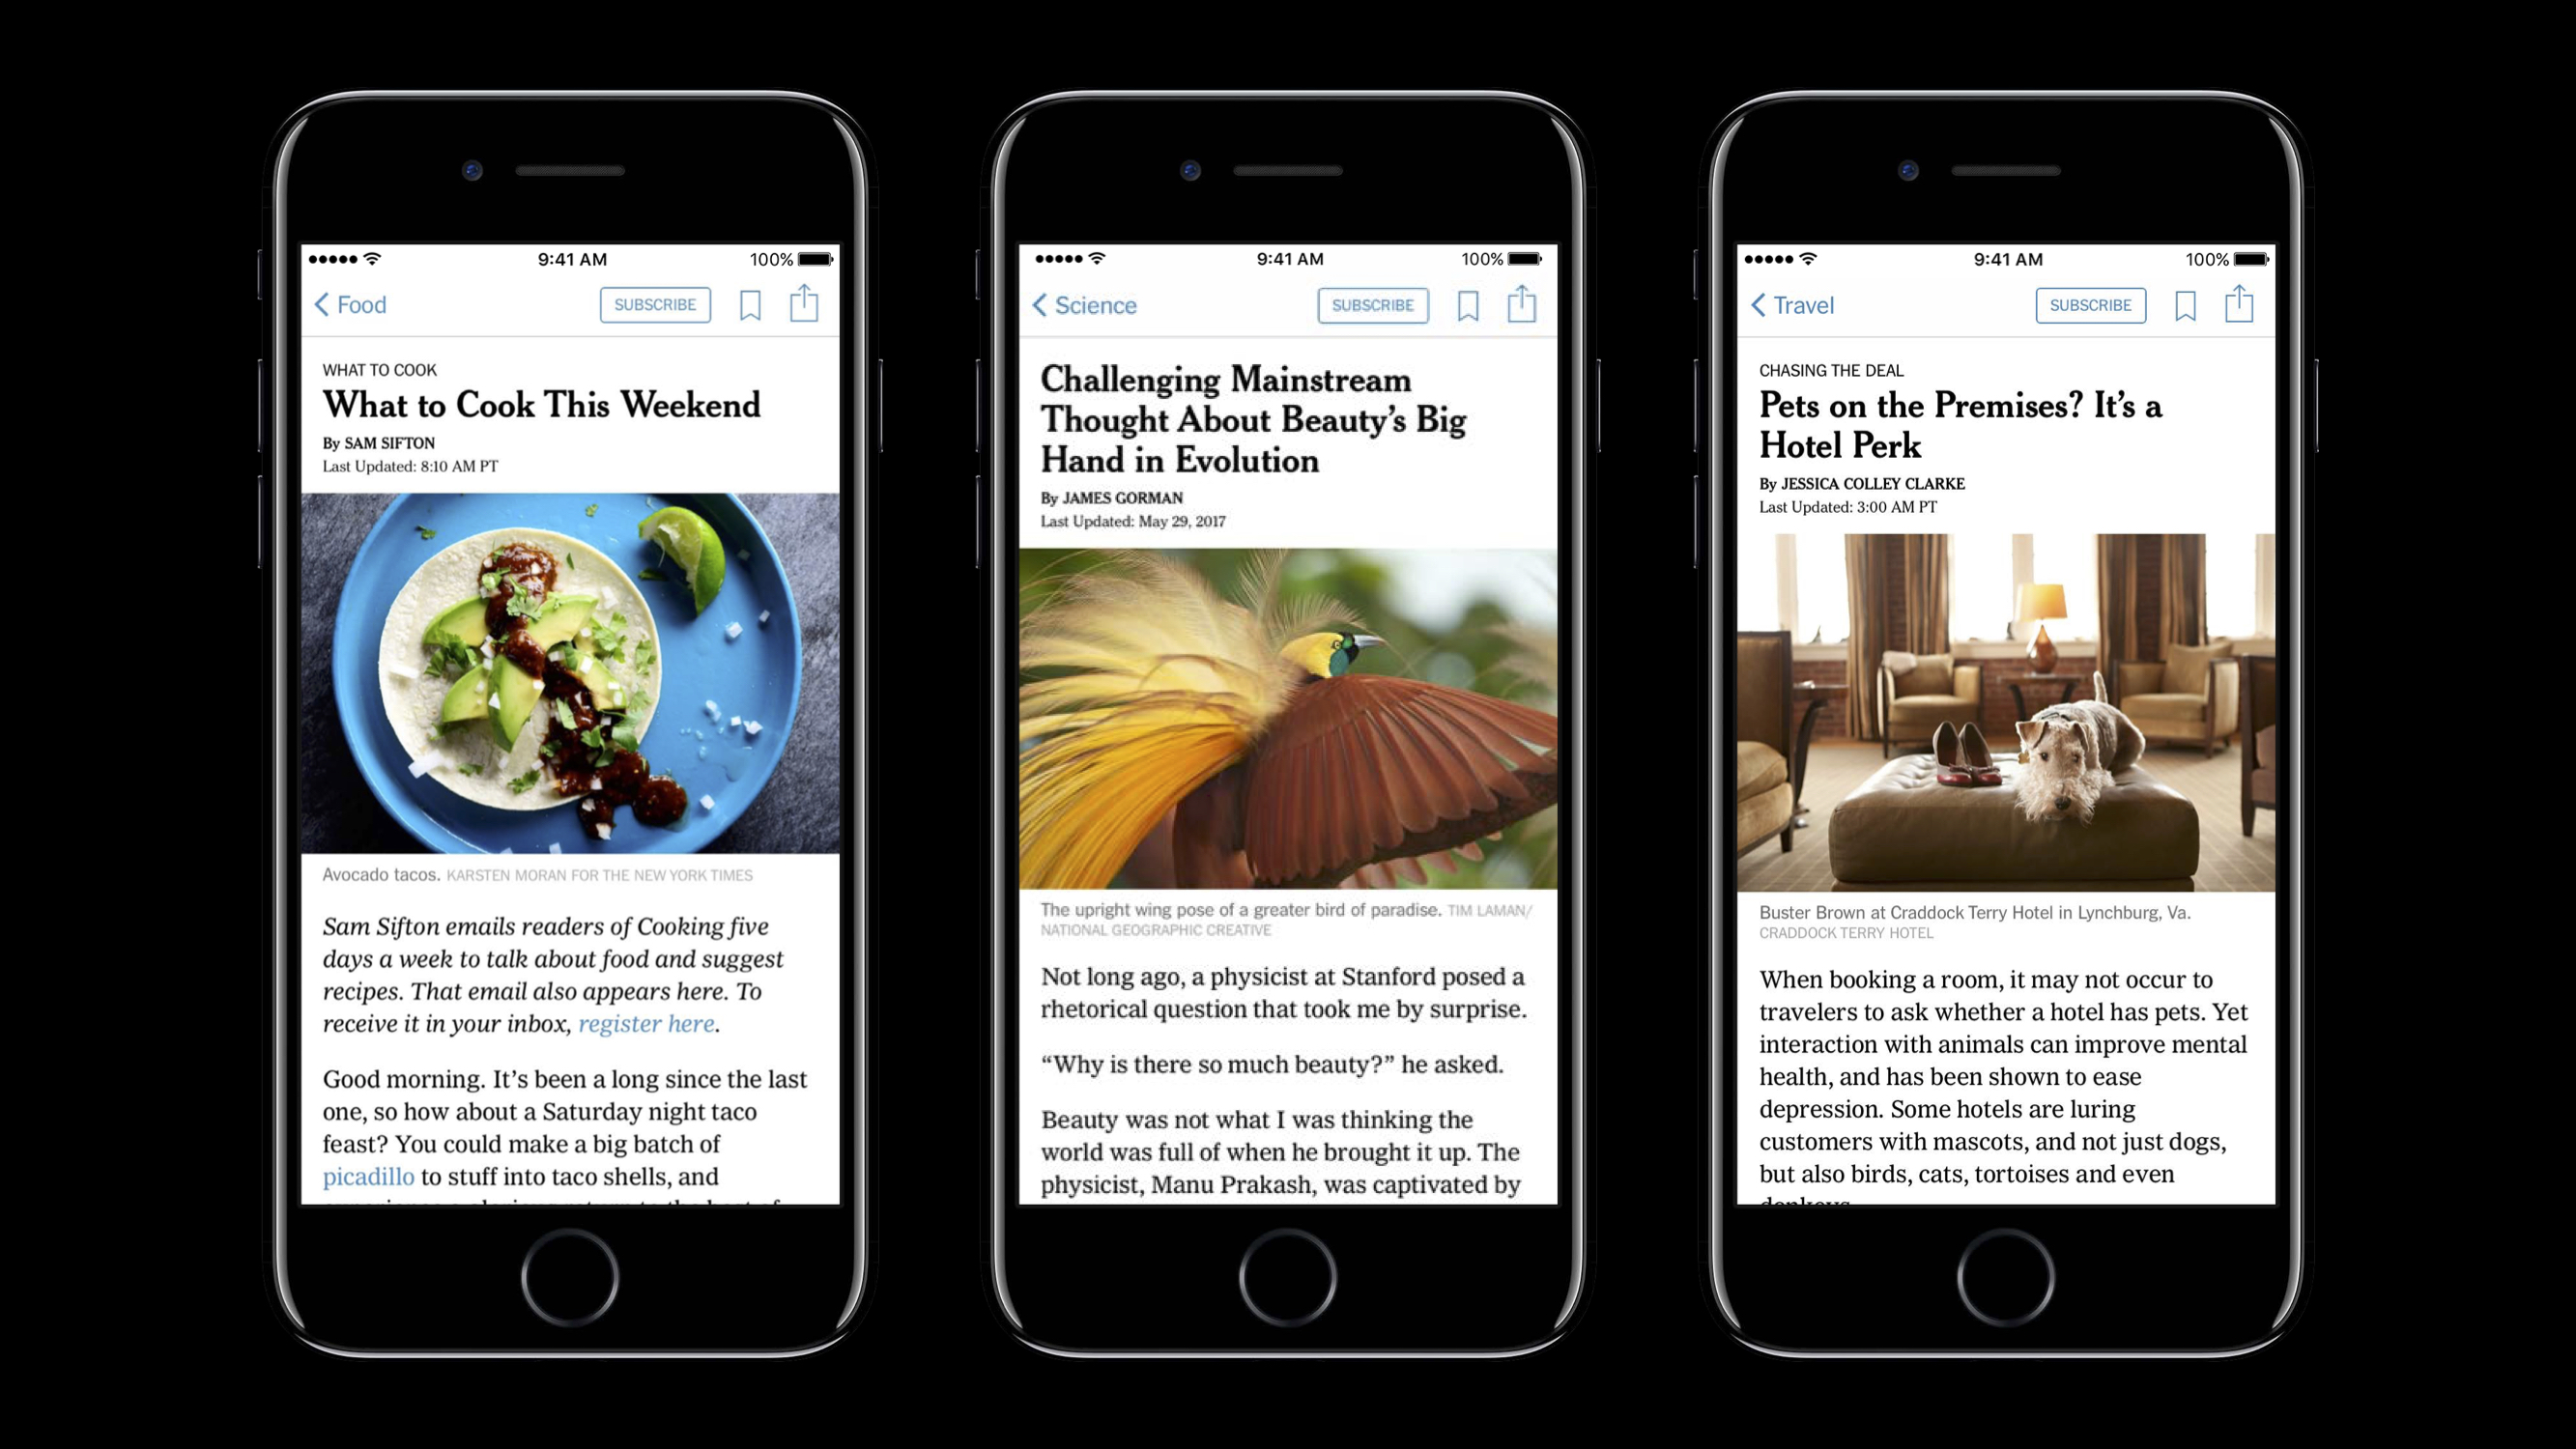 9:41 AM
100%
Food
SUBSCRIBE
WHAT TO COOK
What to Cook This Weekend
By SAM SIFTON
Last Updated: 8:10 AM PT
Avocado tacos. KARSTEN MORAN FOR THE NEW YORK TIMES
Sam Sifton emails readers of Cooking five
days a week to talk about food and suggest
recipes. That email also appears here. To
receive it in your inbox, register here.
Good morning. It’s been a long since the last
one, so how about a Saturday night taco
feast? You could make a big batch of
picadillo to stuff into taco shells, and
9:41 AM
100%
Science
SUBSCRIBE
Challenging Mainstream
Thought About Beauty’s Big
Hand in Evolution
By JAMES GORMAN
Last Updated: May 29, 2017
The upright wing pose of a greater bird of paradise. TIM LAMAN/
NATIONAL GEOGRAPHIC CREATIVE
Not long ago, a physicist at Stanford posed a
rhetorical question that took me by surprise.
“Why is there so much beauty?” he asked.
Beauty was not what I was thinking the
world was full of when he brought it up. The
physicist, Manu Prakash, was captivated by
9:41 AM
100%
Travel
SUBSCRIBE
CHASING THE DEAL
Pets on the Premises? It’s a
Hotel Perk
By JESSICA COLLEY CLARKE
Last Updated: 3:00 AM PT
Buster Brown at Craddock Terry Hotel in Lynchburg, Va.
CRADDOCK TERRY HOTEL
When booking a room, it may not occur to
travelers to ask whether a hotel has pets. Yet
interaction with animals can improve mental
health, and has been shown to ease
depression. Some hotels are luring
customers with mascots, and not just dogs,
but also birds, cats, tortoises and even